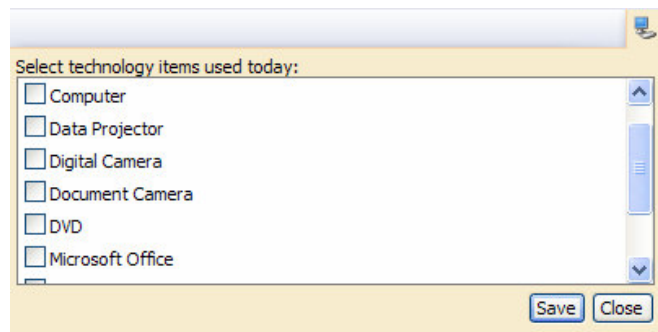 Select technology items used today:
Computer
Data Projector
Digital Camera
Document Camera
DVD
Microsoft Office
Save Close